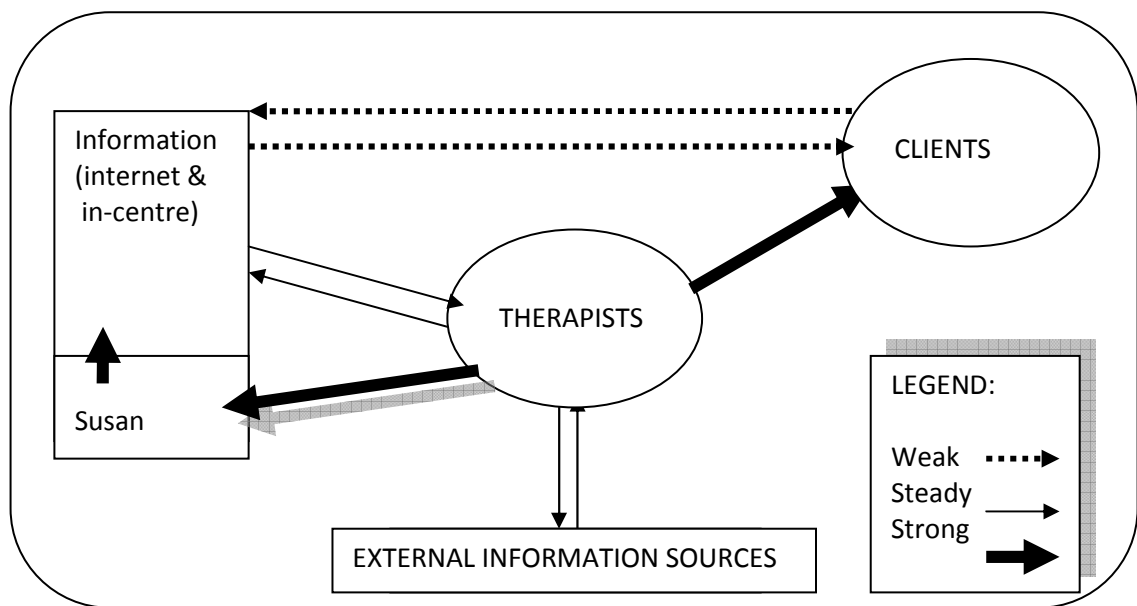 Information
(internet &
in-centre)
CLIENTS
THERAPISTS
Susan
LEGEND:
Weak
Steady
Strong
EXTERNAL INFORMATION SOURCES